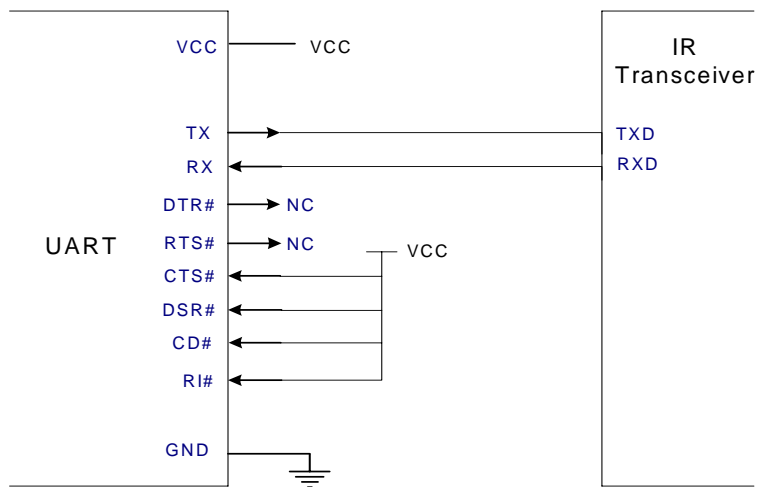 VCC VCC
IR
Transceiver
TX TXD
RX RXD
DTR# NC
UART RTS# NC
VCC
CTS#
DSR#
CD#
RI#
GND